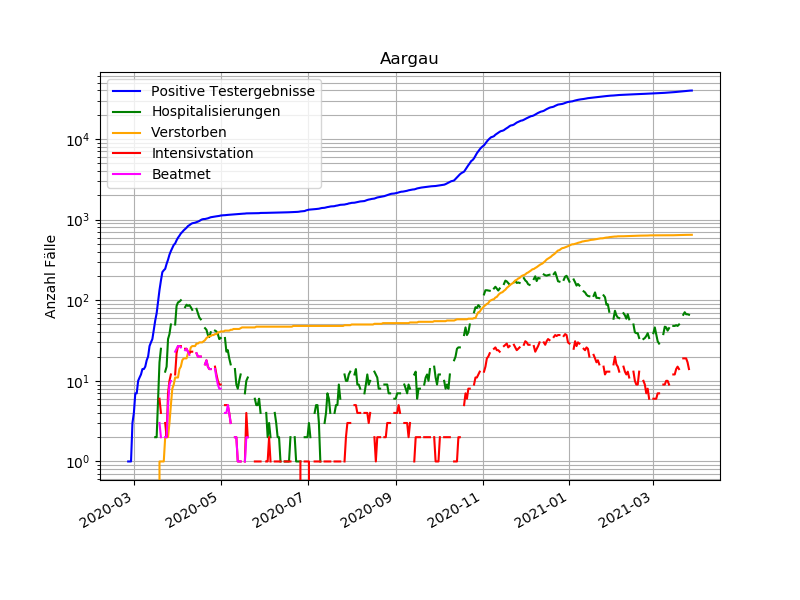 Aargau
Positive Testergebnisse
Hospitalisierungen
Verstorben
Intensivstation
Beatmet
Anzahl Fälle
10^4
10^3
10^2
10^1
10^0
2020-03
2020-05
2020-07
2020-09
2020-11
2021-01
2021-03